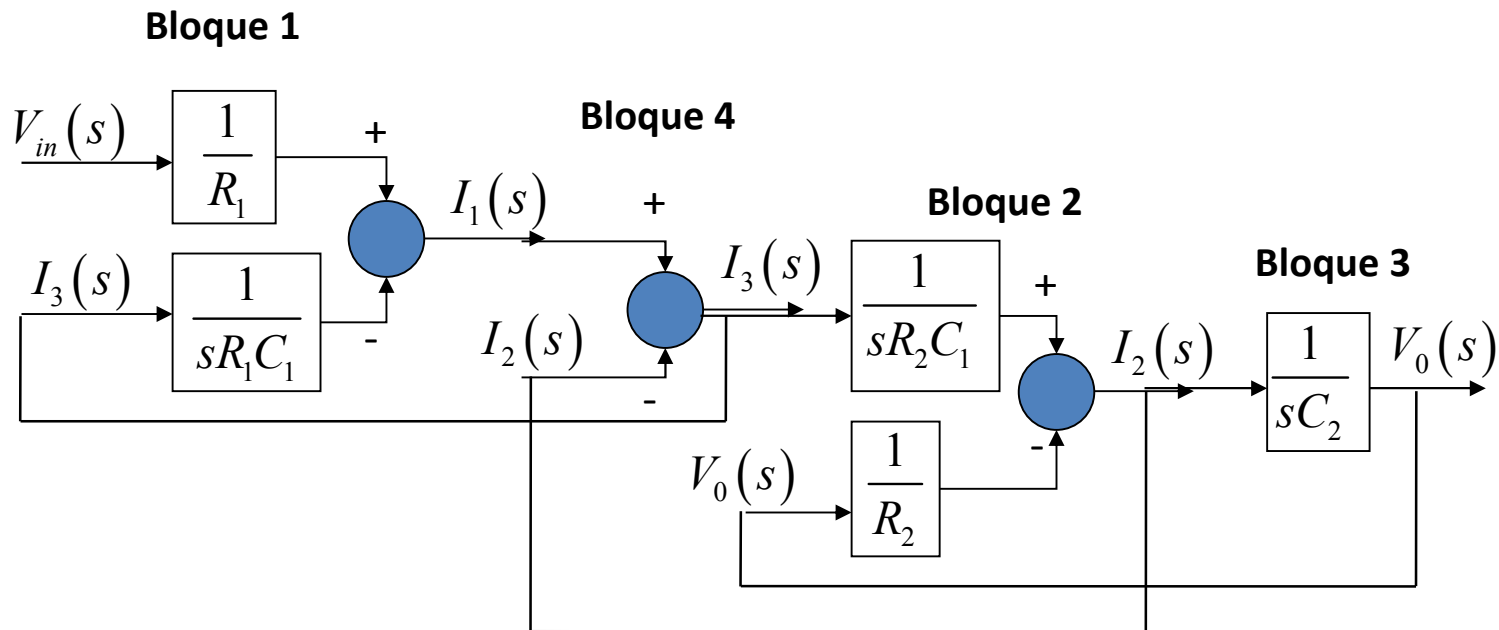 Bloque 1
Bloque 4
Bloque 2
Bloque 3
V_in(s)
1/R_1
+
I_3(s)
1/(sR_1C_1)
-
I_1(s)
+
I_2(s)
-
I_3(s)
1/(sR_2C_1)
+
V_0(s)
1/R_2
-
I_2(s)
1/(sC_2)
V_0(s)